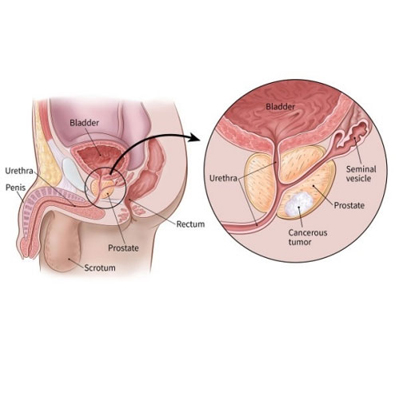 Bladder
Urethra
Penis
Rectum
Prostate
Scrotum
Bladder
Urethra
Seminal
vesicle
Prostate
Cancerous
tumor